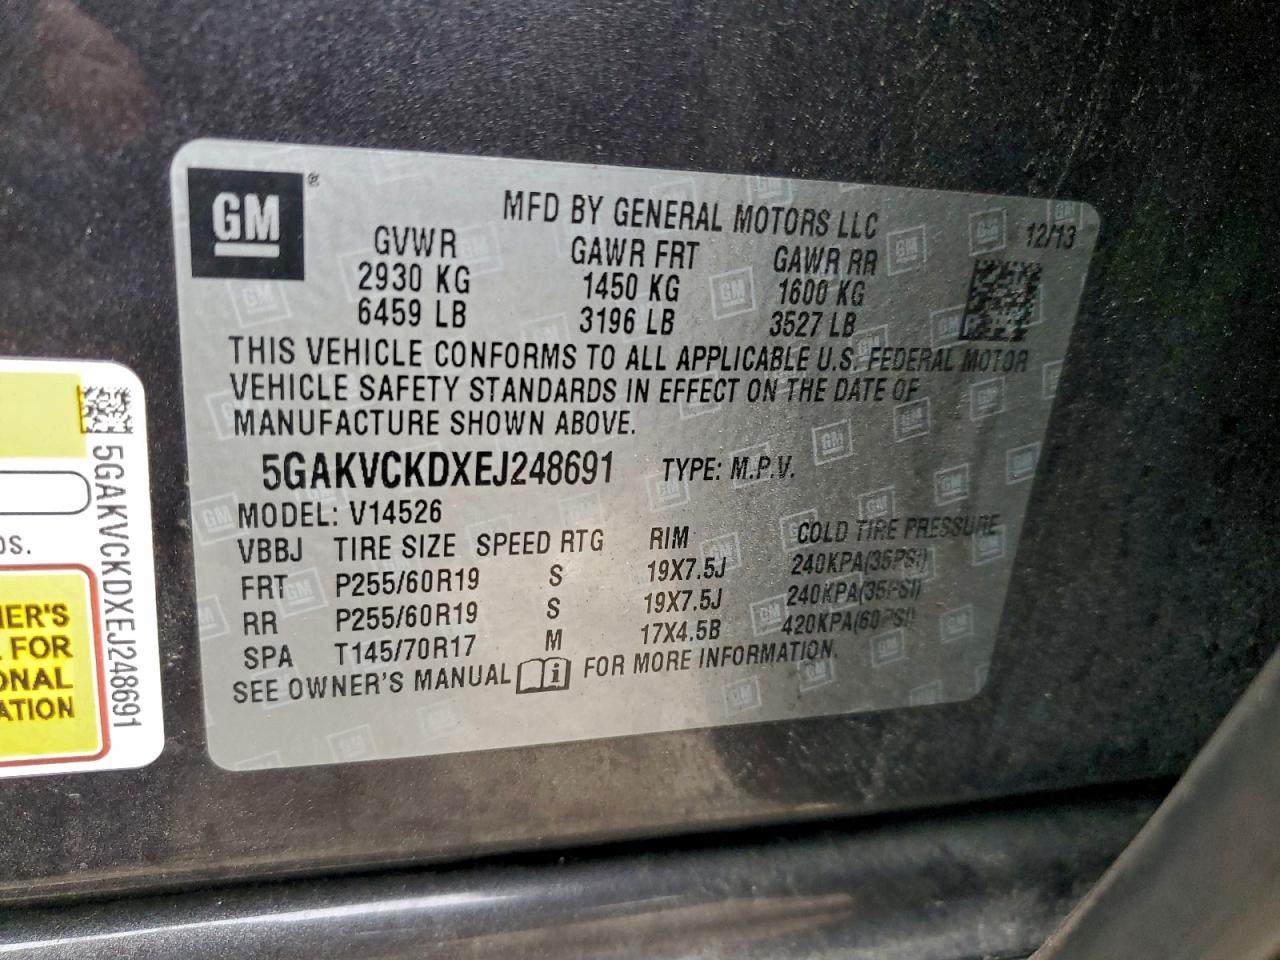 GM ®
MFD BY GENERAL MOTORS LLC
12/13
GVWR GAWR FRT GAWR RR
2930 KG 1450 KG 1600 KG
6459 LB 3196 LB 3527 LB
THIS VEHICLE CONFORMS TO ALL APPLICABLE U.S. FEDERAL MOTOR
VEHICLE SAFETY STANDARDS IN EFFECT ON THE DATE OF
MANUFACTURE SHOWN ABOVE.
5GAKVCKDXEJ248691 TYPE: M.P.V.
MODEL: V14526
VBBJ TIRE SIZE SPEED RTG RIM COLD TIRE PRESSURE
FRT P255/60R19 S 19X7.5J 240KPA(35PSI)
RR P255/60R19 S 19X7.5J 240KPA(35PSI)
SPA T145/70R17 M 17X4.5B 420KPA(60PSI)
SEE OWNER'S MANUAL i FOR MORE INFORMATION.
5GAKVCKDXEJ248691
NER'S
FOR
ONAL
ATION